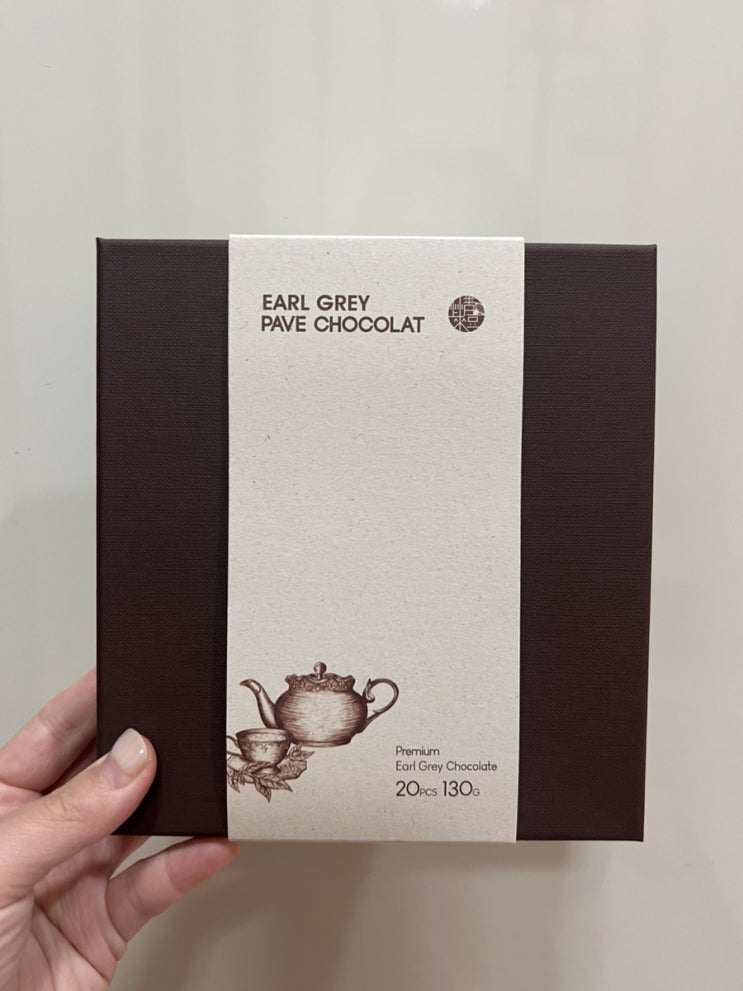 EARL GREY
PAVE CHOCOLAT
Premium
Earl Grey Chocolate
20PCS 130G